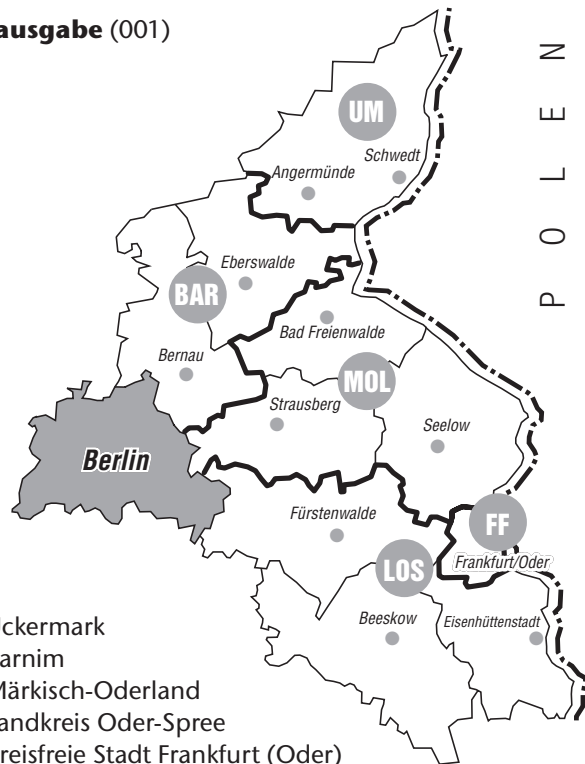 ausgabe (001)
POLEN
UM
Schwedt
Angermünde
Eberswalde
BAR
Bad Freienwalde
Bernau
MOL
Strausberg
Seelow
Berlin
Fürstenwalde
FF
Frankfurt/Oder
LOS
Beeskow
Eisenhüttenstadt
ckermark
arnim
Märkisch-Oderland
andkreis Oder-Spree
reisfreie Stadt Frankfurt (Oder)